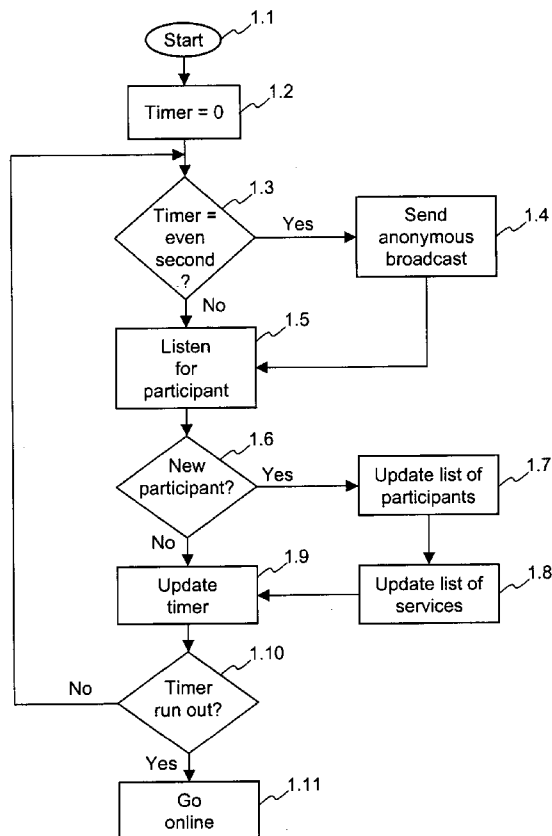 1.1
Start
1.2
Timer = 0
1.3
Timer =
even
second
?
Yes
Send
anonymous
broadcast
1.4
No
1.5
Listen
for
participant
1.6
New
participant?
Yes
Update list of
participants
1.7
No
1.9
Update
timer
Update list of
services
1.8
1.10
No
Timer
run out?
Yes
1.11
Go
online